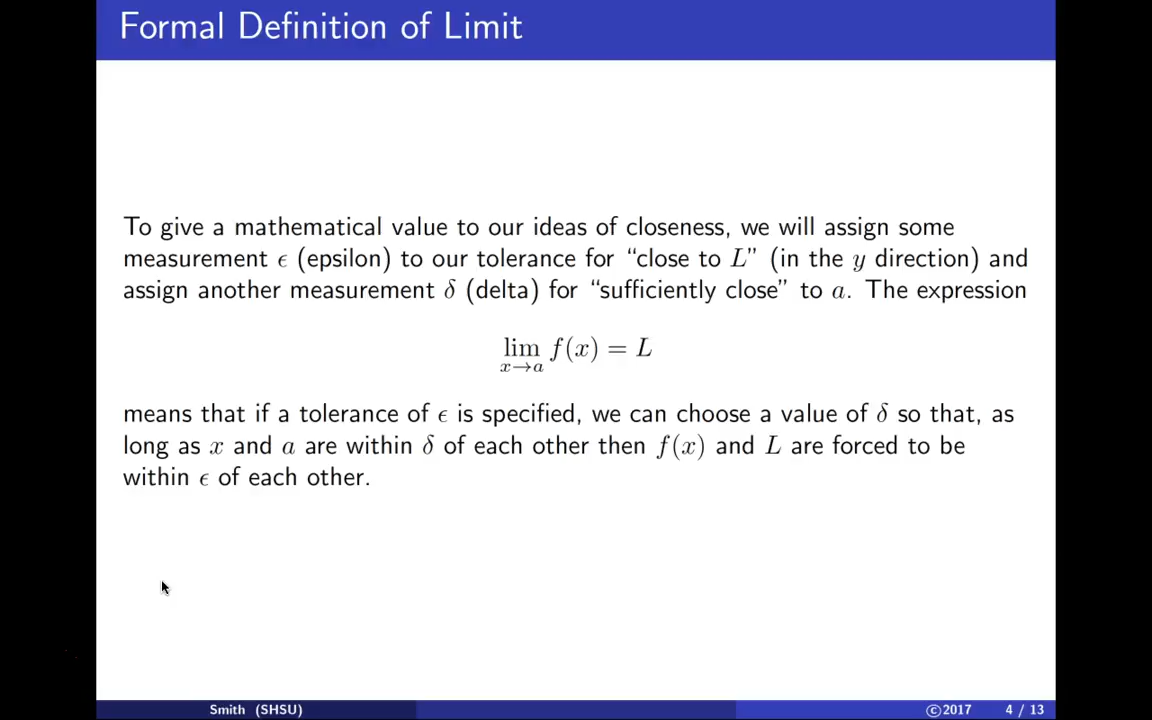 Formal Definition of Limit
To give a mathematical value to our ideas of closeness, we will assign some
measurement ϵ (epsilon) to our tolerance for “close to L” (in the y direction) and
assign another measurement δ (delta) for “sufficiently close” to a. The expression
lim f(x) = L
x→a
means that if a tolerance of ϵ is specified, we can choose a value of δ so that, as
long as x and a are within δ of each other then f(x) and L are forced to be
within ϵ of each other.
Smith (SHSU) ©2017 4 / 13